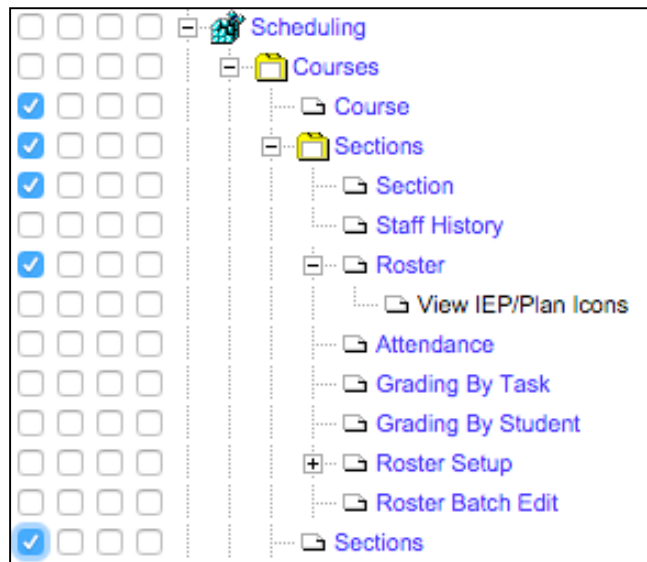 Scheduling
Courses
Course
Sections
Section
Staff History
Roster
View IEP/Plan Icons
Attendance
Grading By Task
Grading By Student
Roster Setup
Roster Batch Edit
Sections